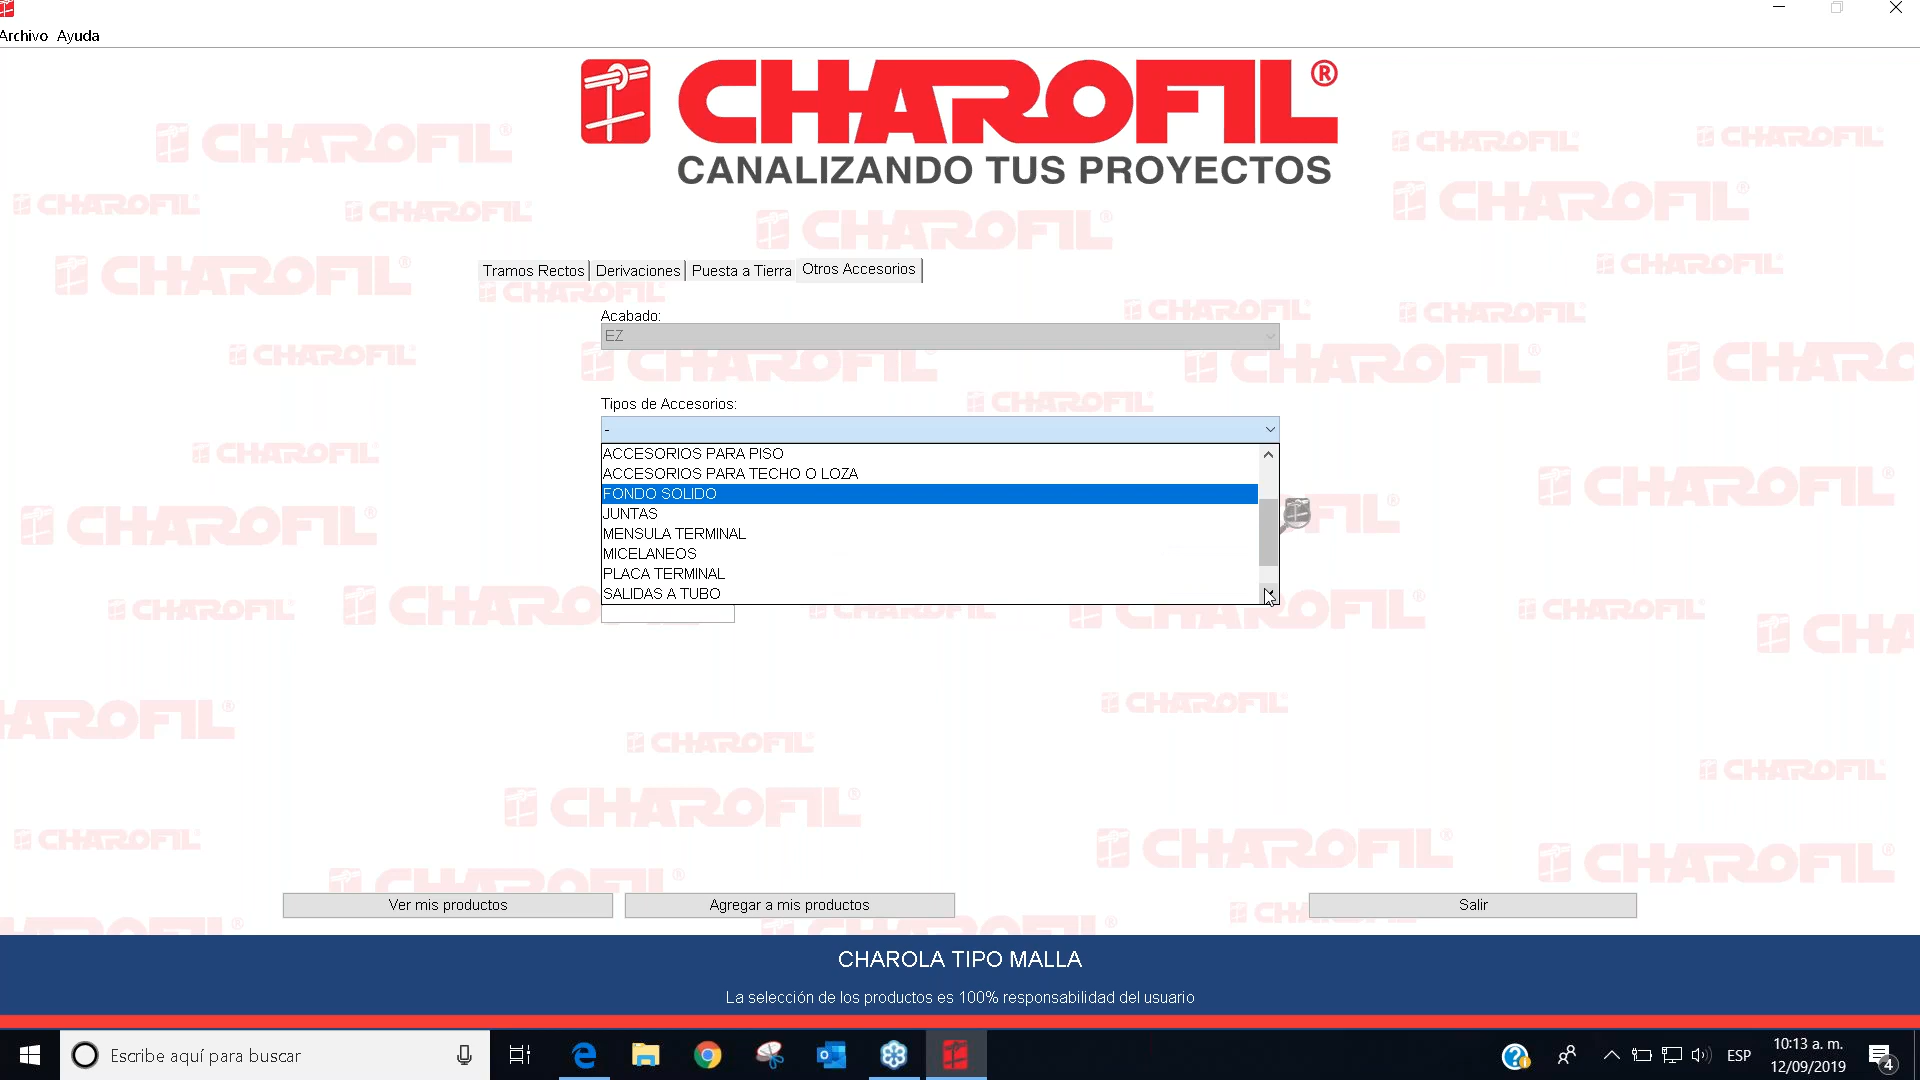 Archivo Ayuda
CHAROFIL®
CANALIZANDO TUS PROYECTOS
Tramos Rectos Derivaciones Puesta a Tierra Otros Accesorios
Acabado:
EZ
Tipos de Accesorios:
-
ACCESORIOS PARA PISO
ACCESORIOS PARA TECHO O LOZA
FONDO SOLIDO
JUNTAS
MENSULA TERMINAL
MICELANEOS
PLACA TERMINAL
SALIDAS A TUBO
Ver mis productos Agregar a mis productos Salir
CHAROLA TIPO MALLA
La selección de los productos es 100% responsabilidad del usuario
Escribe aquí para buscar
ESP
10:13 a. m.
12/09/2019
4